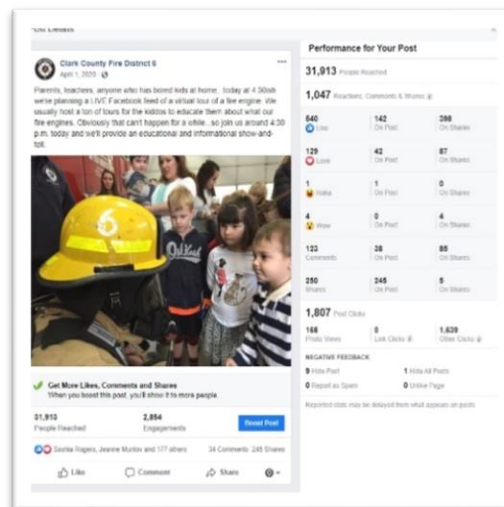 Performance for Your Post
Clark County Fire District 6
April 1, 2020
31,913 People Reached
Parents, teachers, anyone who has bored kids at home...today at 4:30ish
we're planning a LIVE Facebook feed of a virtual tour of a fire engine. We
usually host a ton of tours for the kiddos to educate them about what our
fire engines. Obviously that can't happen for a while...so join us around 4:30
p.m. today and we'll provide an educational and informational show-and-
tell.
1,047 Reactions, Comments & Shares
540 142 398
Like On Post On Shares
129 42 87
Love On Post On Shares
1 1 0
Haha On Post On Shares
4 0 4
Wow On Post On Shares
123 38 85
Comments On Post On Shares
250 245 5
Shares On Post On Shares
6
1,807 Post Clicks
168 0 1,639
Photo Views Link Clicks Other Clicks
NEGATIVE FEEDBACK
9 Hide Post 1 Hide All Posts
0 Report as Spam 0 Unlike Page
Reported stats may be delayed from what appears on posts
Get More Likes, Comments and Shares
When you boost this post, you'll show it to more people.
31,913 2,854
People Reached Engagements
Boost Post
and 177 others 34 Comments 245 Shares
Like Comment Share